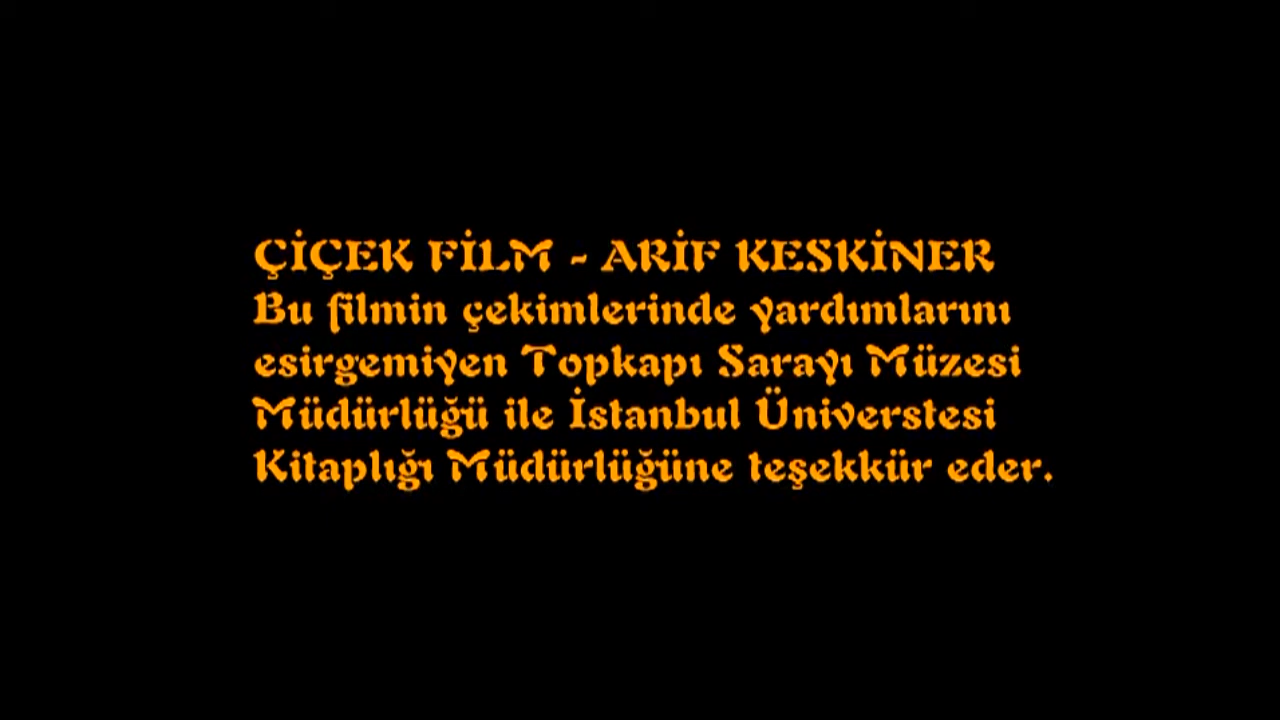 ÇİÇEK FİLM - ARİF KESKİNER
Bu filmin çekimlerinde yardımlarını
esirgemiyen Topkapı Sarayı Müzesi
Müdürlüğü ile İstanbul Üniverstesi
Kitaplığı Müdürlüğüne teşekkür eder.